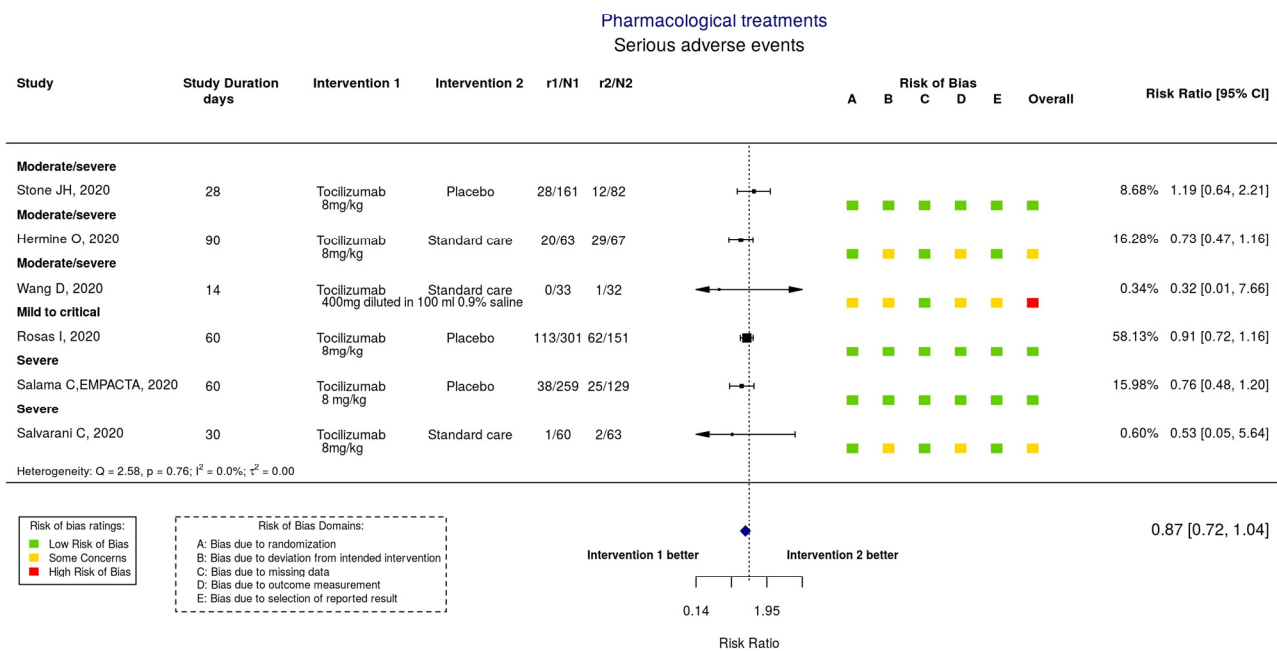 Pharmacological treatments
Serious adverse events
Study Study Duration days Intervention 1 Intervention 2 r1/N1 r2/N2 Risk of Bias Risk Ratio [95% CI]
A B C D E Overall
Moderate/severe
Stone JH, 2020 28 Tocilizumab Placebo 28/161 12/82 8.68% 1.19 [0.64, 2.21]
8mg/kg
Moderate/severe
Hermine O, 2020 90 Tocilizumab Standard care 20/63 29/67 16.28% 0.73 [0.47, 1.16]
8mg/kg
Moderate/severe
Wang D, 2020 14 Tocilizumab Standard care 0/33 1/32 0.34% 0.32 [0.01, 7.66]
400mg diluted in 100 ml 0.9% saline
Mild to critical
Rosas I, 2020 60 Tocilizumab Placebo 113/301 62/151 58.13% 0.91 [0.72, 1.16]
8mg/kg
Severe
Salama C,EMPACTA, 2020 60 Tocilizumab Placebo 38/259 25/129 15.98% 0.76 [0.48, 1.20]
8 mg/kg
Severe
Salvarani C, 2020 30 Tocilizumab Standard care 1/60 2/63 0.60% 0.53 [0.05, 5.64]
8mg/kg
Heterogeneity: Q = 2.58, p = 0.76; I² = 0.0%; τ² = 0.00
0.87 [0.72, 1.04]
Risk of bias ratings:
Low Risk of Bias
Some Concerns
High Risk of Bias
Risk of Bias Domains:
A: Bias due to randomization
B: Bias due to deviation from intended intervention
C: Bias due to missing data
D: Bias due to outcome measurement
E: Bias due to selection of reported result
Intervention 1 better Intervention 2 better
0.14 1.95
Risk Ratio